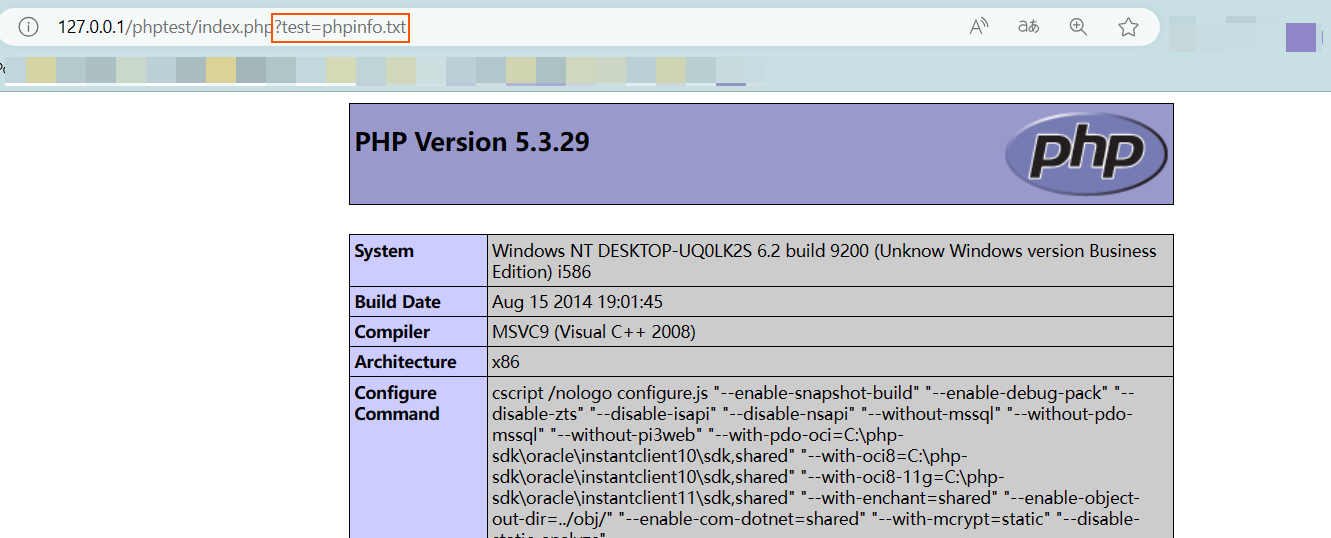 127.0.0.1/phptest/index.php?test=phpinfo.txt
A
aあ
PHP Version 5.3.29
php
System
Windows NT DESKTOP-UQ0LK2S 6.2 build 9200 (Unknow Windows version Business
Edition) i586
Build Date
Aug 15 2014 19:01:45
Compiler
MSVC9 (Visual C++ 2008)
Architecture
x86
Configure
Command
cscript /nologo configure.js "--enable-snapshot-build" "--enable-debug-pack" "--
disable-zts" "--disable-isapi" "--disable-nsapi" "--without-mssql" "--without-pdo-
mssql" "--without-pi3web" "--with-pdo-oci=C:\php-
sdk\oracle\instantclient10\sdk,shared" "--with-oci8=C:\php-
sdk\oracle\instantclient10\sdk,shared" "--with-oci8-11g=C:\php-
sdk\oracle\instantclient11\sdk,shared" "--with-enchant=shared" "--enable-object-
out-dir=../obj/" "--enable-com-dotnet=shared" "--with-mcrypt=static" "--disable-
static-analyze"